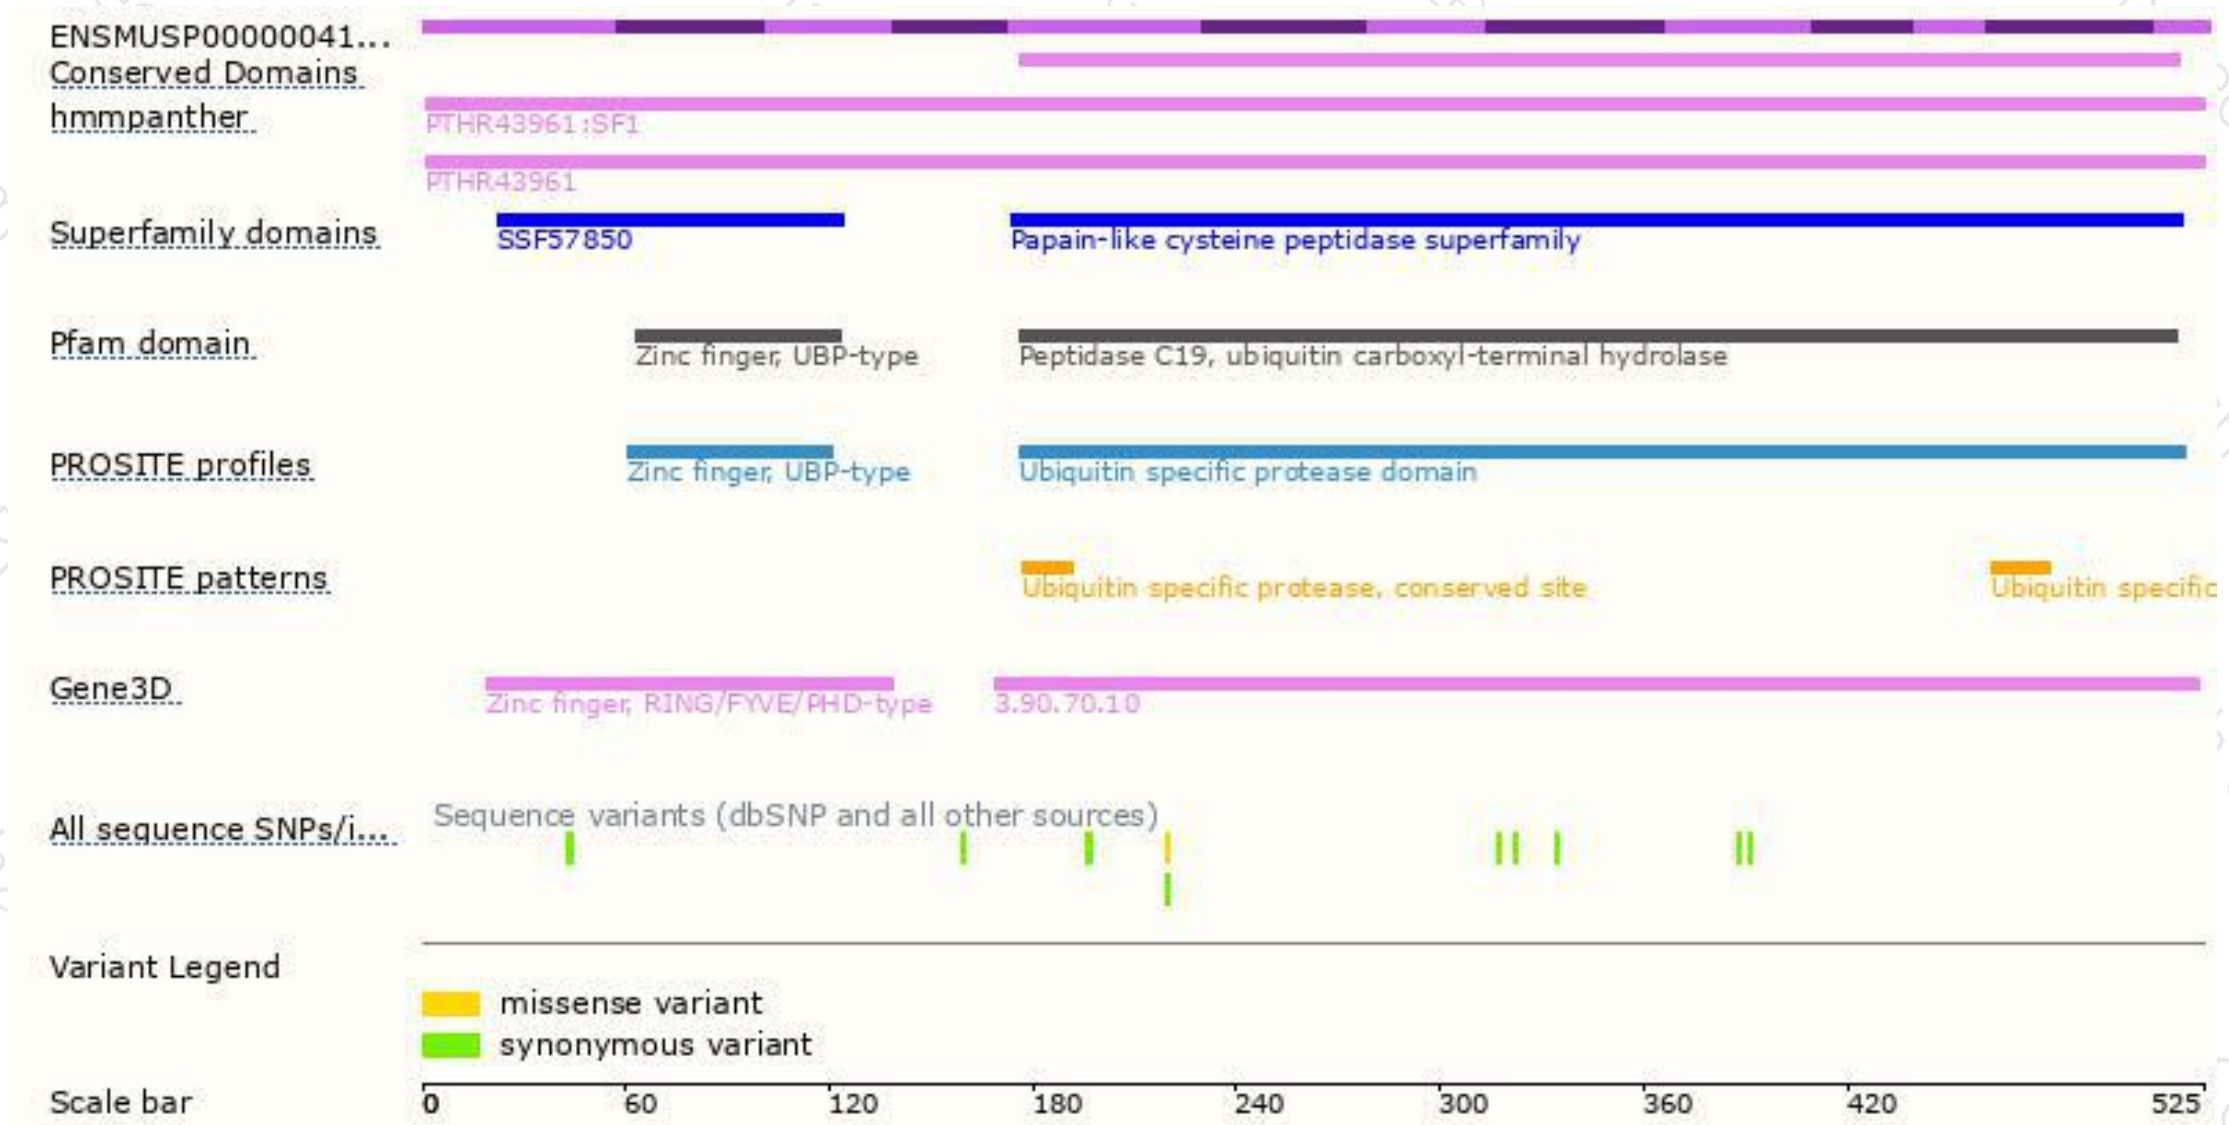 ENSMUSP00000041...
Conserved Domains
hmmpanther
PTHR43961:SF1
PTHR43961
Superfamily domains
SSF57850
Papain-like cysteine peptidase superfamily
Pfam domain
Zinc finger, UBP-type
Peptidase C19, ubiquitin carboxyl-terminal hydrolase
PROSITE profiles
Zinc finger, UBP-type
Ubiquitin specific protease domain
PROSITE patterns
Ubiquitin specific protease, conserved site
Ubiquitin specific
Gene3D
Zinc finger, RING/FYVE/PHD-type
3.90.70.10
All sequence SNPs/i...
Sequence variants (dbSNP and all other sources)
Variant Legend
missense variant
synonymous variant
Scale bar
0 60 120 180 240 300 360 420 525